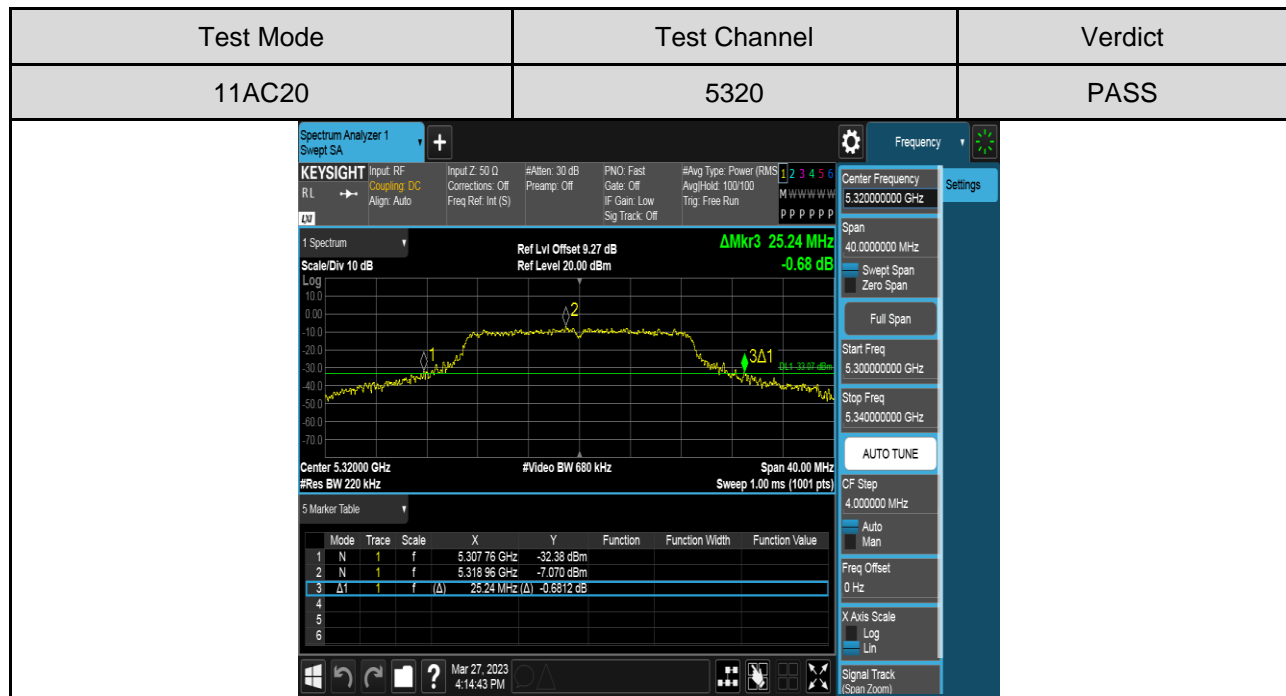 Test Mode Test Channel Verdict
11AC20 5320 PASS
Spectrum Analyzer 1
Swept SA
+
Frequency
KEYSIGHT Input: RF Input Z: 50 Ω #Atten: 30 dB PNO: Fast #Avg Type: Power (RMS 1 2 3 4 5 6
RL Coupling: DC Corrections: Off Preamp: Off Gate: Off Avg|Hold: 100/100 M W W W W W
Align: Auto Freq Ref: Int (S) IF Gain: Low Trig: Free Run
LXI Sig Track: Off P P P P P P
1 Spectrum Ref Lvl Offset 9.27 dB ΔMkr3 25.24 MHz
Scale/Div 10 dB Ref Level 20.00 dBm -0.68 dB
Log
10.0
0.00
-10.0
-20.0
-30.0
-40.0
-50.0
-60.0
-70.0
1
2
3Δ1
DL1 -33.07 dBm
Center 5.32000 GHz #Video BW 680 kHz Span 40.00 MHz
#Res BW 220 kHz Sweep 1.00 ms (1001 pts)
5 Marker Table
Mode Trace Scale X Y Function Function Width Function Value
1 N 1 f 5.307 76 GHz -32.38 dBm
2 N 1 f 5.318 96 GHz -7.070 dBm
3 Δ1 1 f (Δ) 25.24 MHz (Δ) -0.6812 dB
4
5
6
?
Mar 27, 2023
4:14:43 PM
Center Frequency
5.320000000 GHz
Settings
Span
40.0000000 MHz
Swept Span
Zero Span
Full Span
Start Freq
5.300000000 GHz
Stop Freq
5.340000000 GHz
AUTO TUNE
CF Step
4.000000 MHz
Auto
Man
Freq Offset
0 Hz
X Axis Scale
Log
Lin
Signal Track
(Span Zoom)